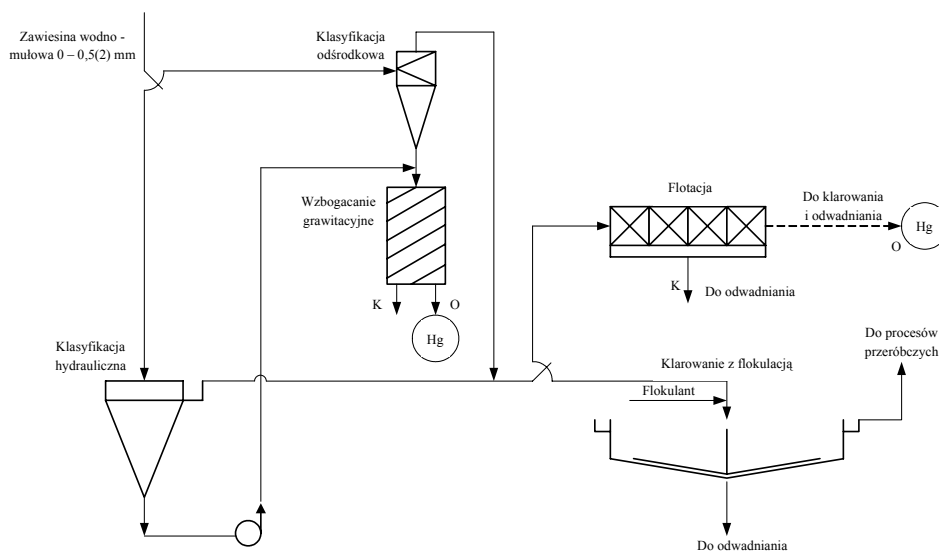 Zawiesina wodno -
mułowa 0 – 0,5(2) mm
Klasyfikacja
odśrodkowa
Wzbogacanie
grawitacyjne
K
O
Hg
Flotacja
Do klarowania
i odwadniania
Hg
O
K
Do odwadniania
Klasyfikacja
hydrauliczna
Klarowanie z flokulacją
Flokulant
Do procesów
przeróbczych
Do odwadniania